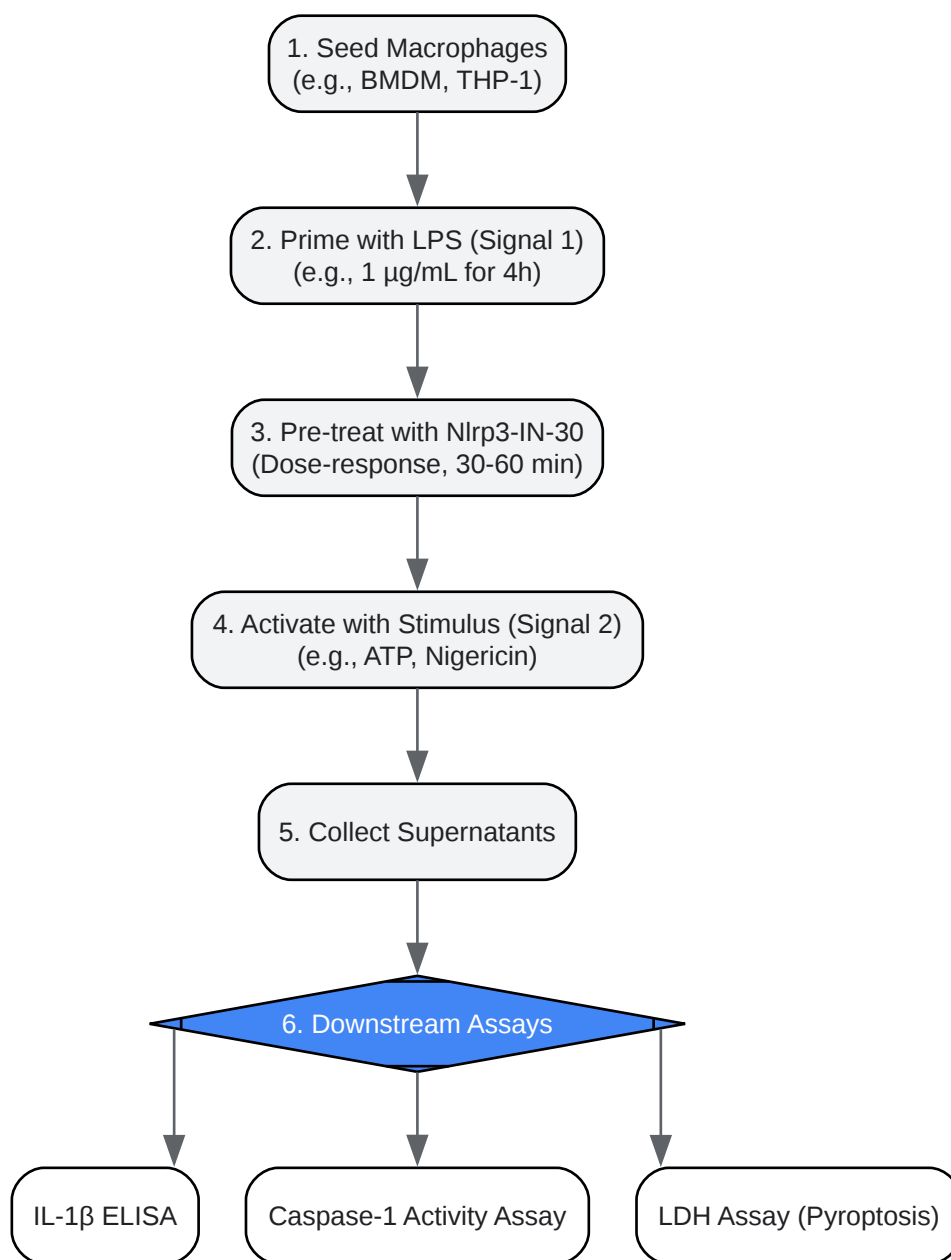 1. Seed Macrophages
(e.g., BMDM, THP-1)
2. Prime with LPS (Signal 1)
(e.g., 1 µg/mL for 4h)
3. Pre-treat with Nlrp3-IN-30
(Dose-response, 30-60 min)
4. Activate with Stimulus (Signal 2)
(e.g., ATP, Nigericin)
5. Collect Supernatants
6. Downstream Assays
IL-1β ELISA
Caspase-1 Activity Assay
LDH Assay (Pyroptosis)